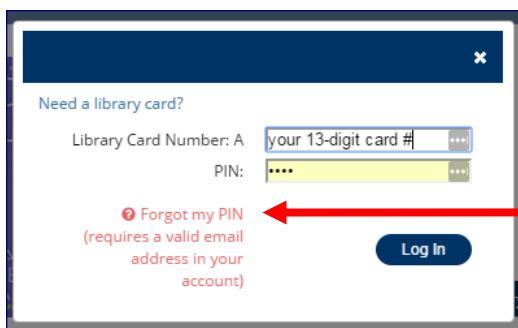 Need a library card?
Library Card Number: A your 13-digit card #
PIN: ••••
Forgot my PIN
(requires a valid email
address in your
account)
Log In